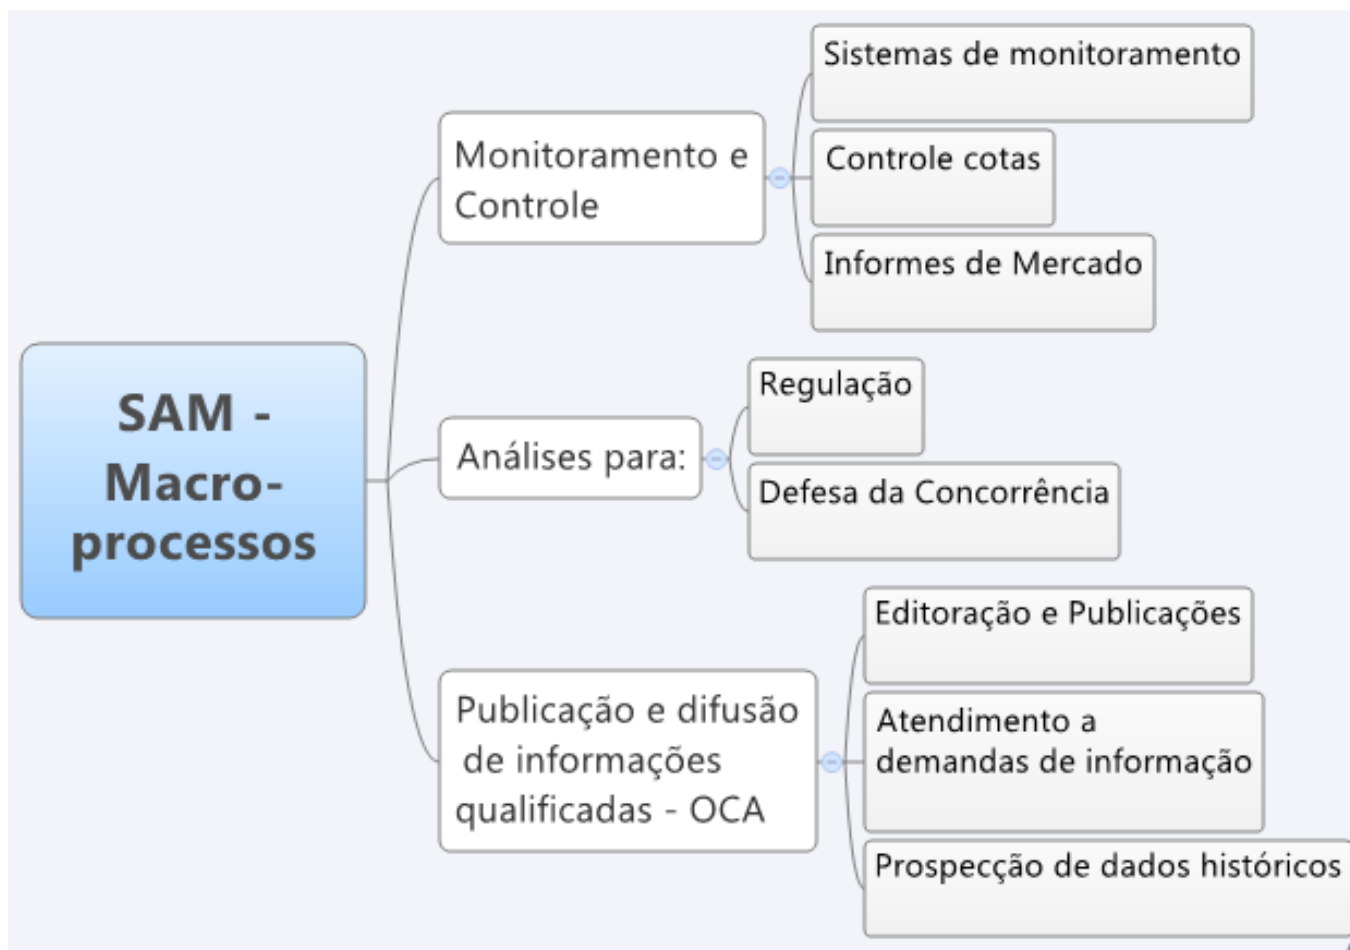 SAM -
Macro-
processos
Monitoramento e
Controle
Sistemas de monitoramento
Controle cotas
Informes de Mercado
Análises para:
Regulação
Defesa da Concorrência
Publicação e difusão
de informações
qualificadas - OCA
Editoração e Publicações
Atendimento a
demandas de informação
Prospecção de dados históricos